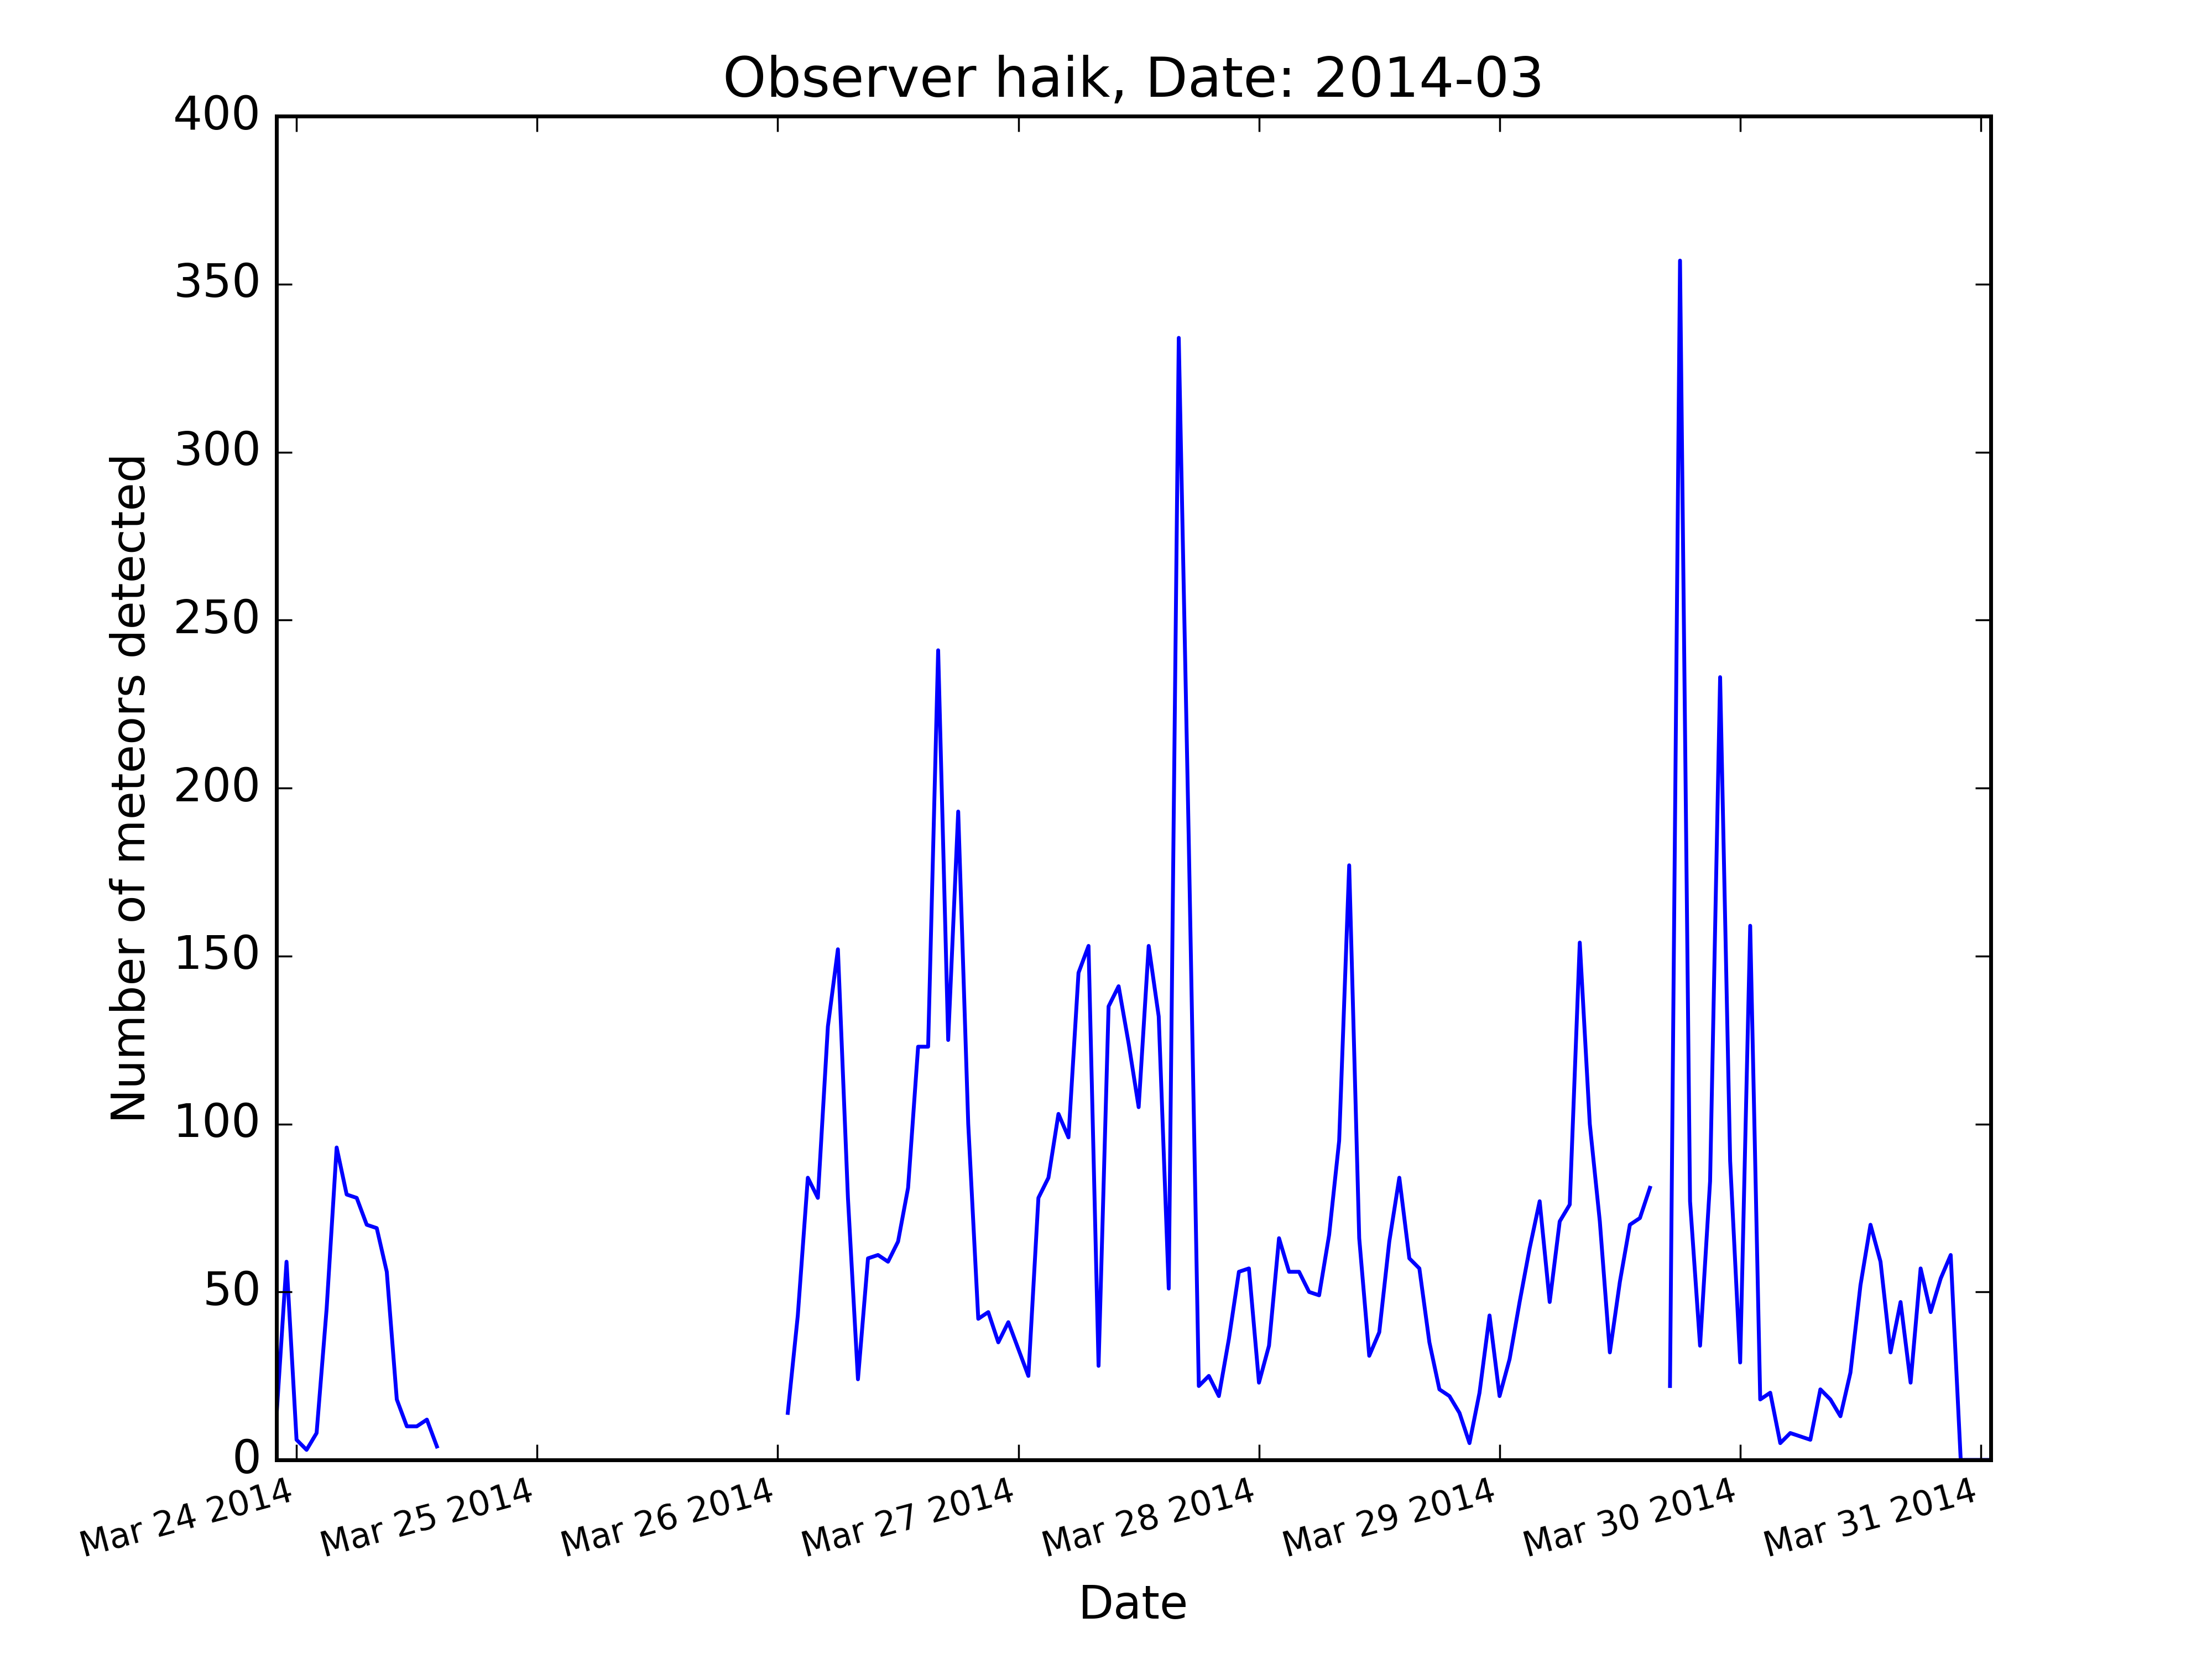 Observer haik, Date: 2014-03
400
350
300
250
200
150
100
50
0
Number of meteors detected
Mar 24 2014
Mar 25 2014
Mar 26 2014
Mar 27 2014
Mar 28 2014
Mar 29 2014
Mar 30 2014
Mar 31 2014
Date